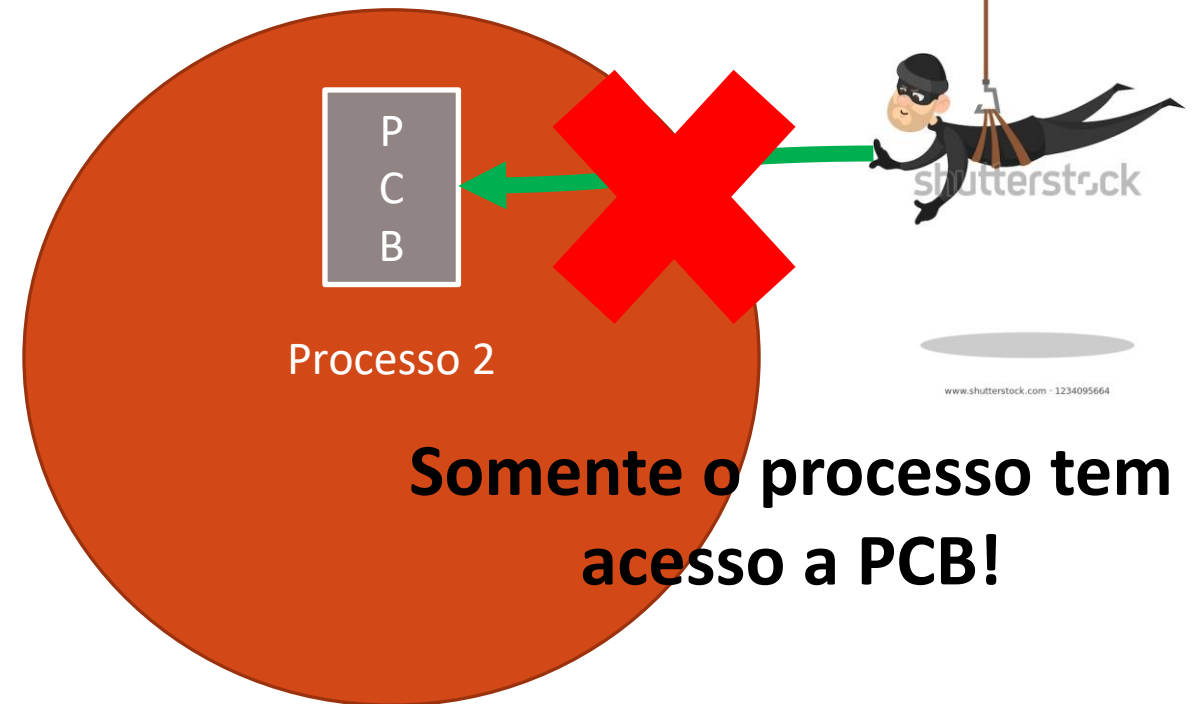 P
C
B
shutterstock
Processo 2
www.shutterstock.com · 1234095664
Somente o processo tem
acesso a PCB!